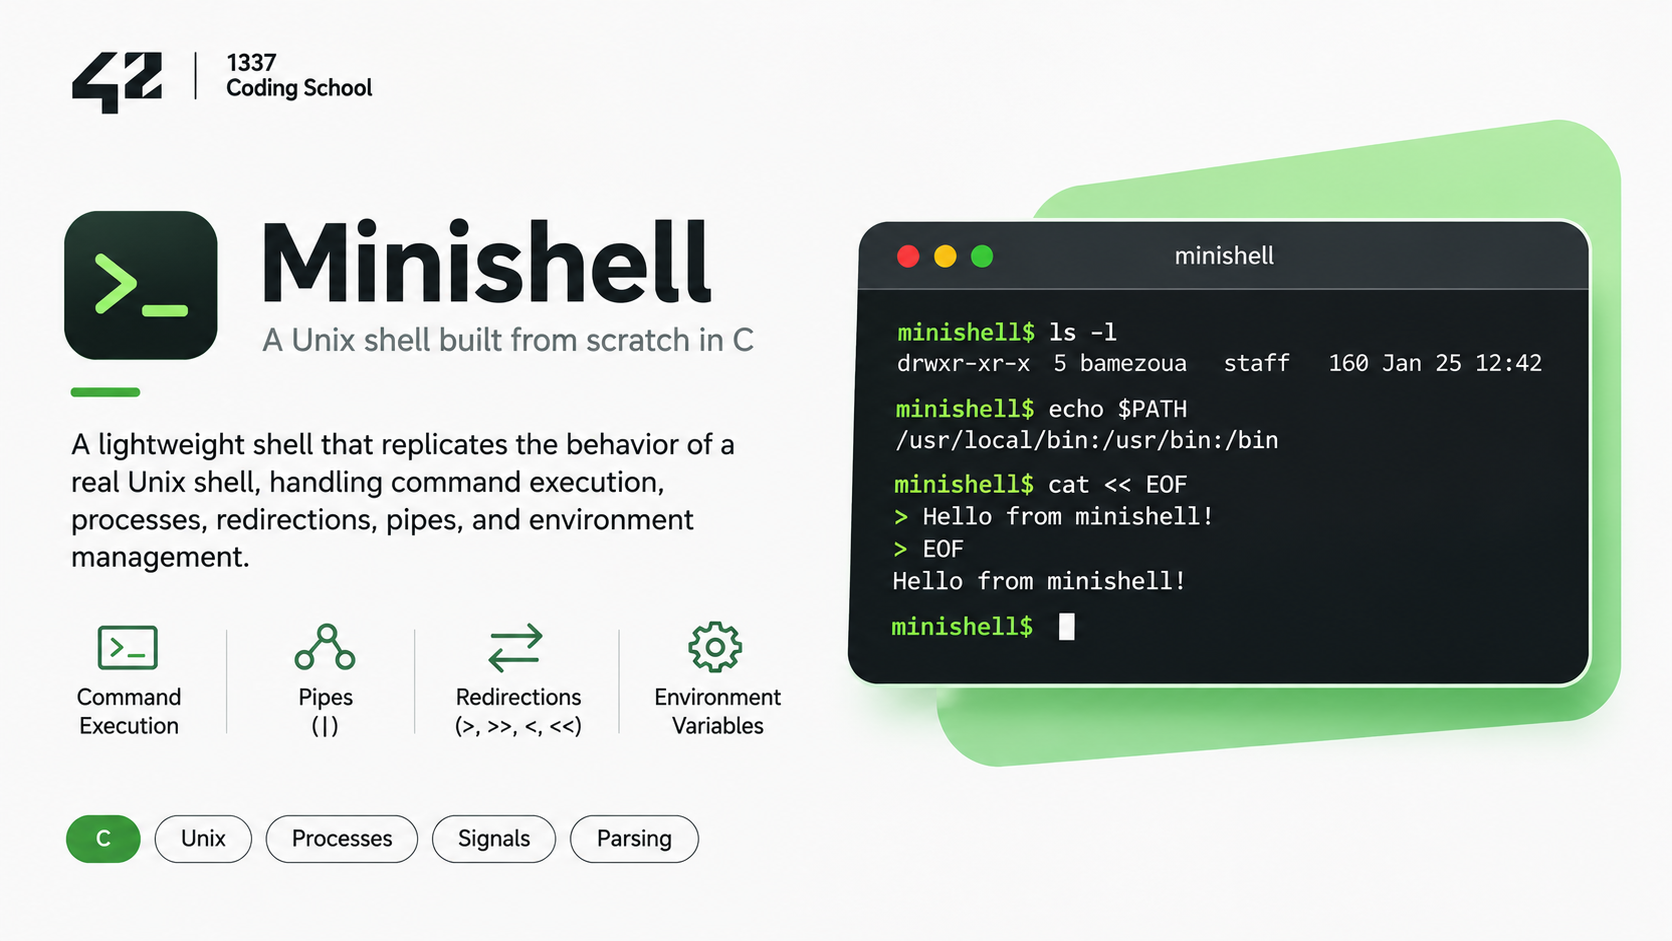 42
1337
Coding School
Minishell
A Unix shell built from scratch in C
A lightweight shell that replicates the behavior of a
real Unix shell, handling command execution,
processes, redirections, pipes, and environment
management.
Command
Execution
Pipes
(|)
Redirections
(>, >>, <, <<)
Environment
Variables
C
Unix
Processes
Signals
Parsing
minishell
minishell$ ls -l
drwxr-xr-x 5 bamezoua staff 160 Jan 25 12:42
minishell$ echo $PATH
/usr/local/bin:/usr/bin:/bin
minishell$ cat << EOF
> Hello from minishell!
> EOF
Hello from minishell!
minishell$